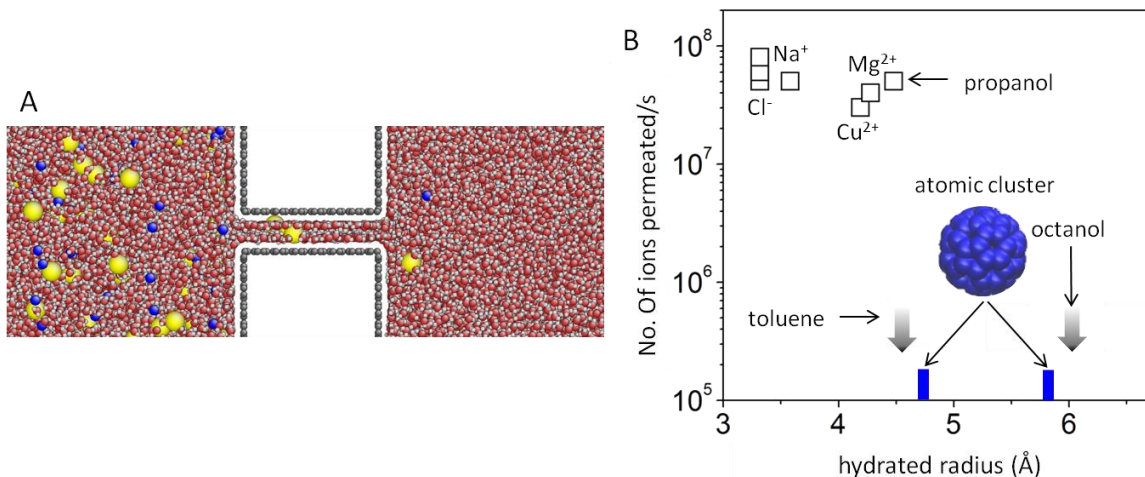 A
B
No. Of ions permeated/s
10⁸
10⁷
10⁶
10⁵
Na⁺
Cl⁻
Mg²⁺
Cu²⁺
propanol
atomic cluster
octanol
toluene
3
4
5
6
hydrated radius (Å)